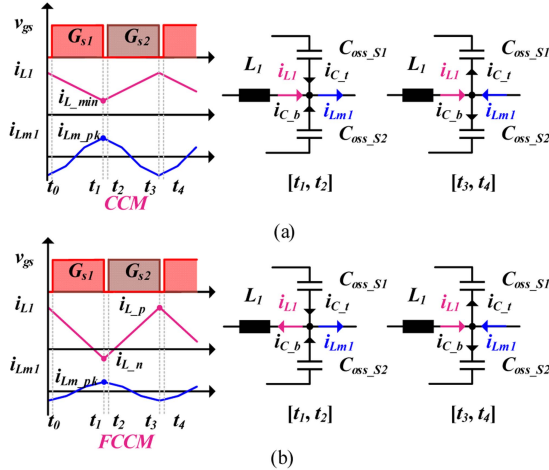 v_gs G_s1 G_s2
i_L1
i_L_min
i_Lm1 i_Lm_pk
t_0 t_1 t_2 t_3 t_4
CCM
C_oss_S1
L_1 i_L1 i_C_t
i_C_b i_Lm1
C_oss_S2
[t_1, t_2]
C_oss_S1
L_1 i_L1 i_C_t
i_C_b i_Lm1
C_oss_S2
[t_3, t_4]
(a)
v_gs G_s1 G_s2
i_L1 i_L_p
i_L_n
i_Lm1 i_Lm_pk
t_0 t_1 t_2 t_3 t_4
FCCM
C_oss_S1
L_1 i_L1 i_C_t
i_C_b i_Lm1
C_oss_S2
[t_1, t_2]
C_oss_S1
L_1 i_L1 i_C_t
i_C_b i_Lm1
C_oss_S2
[t_3, t_4]
(b)